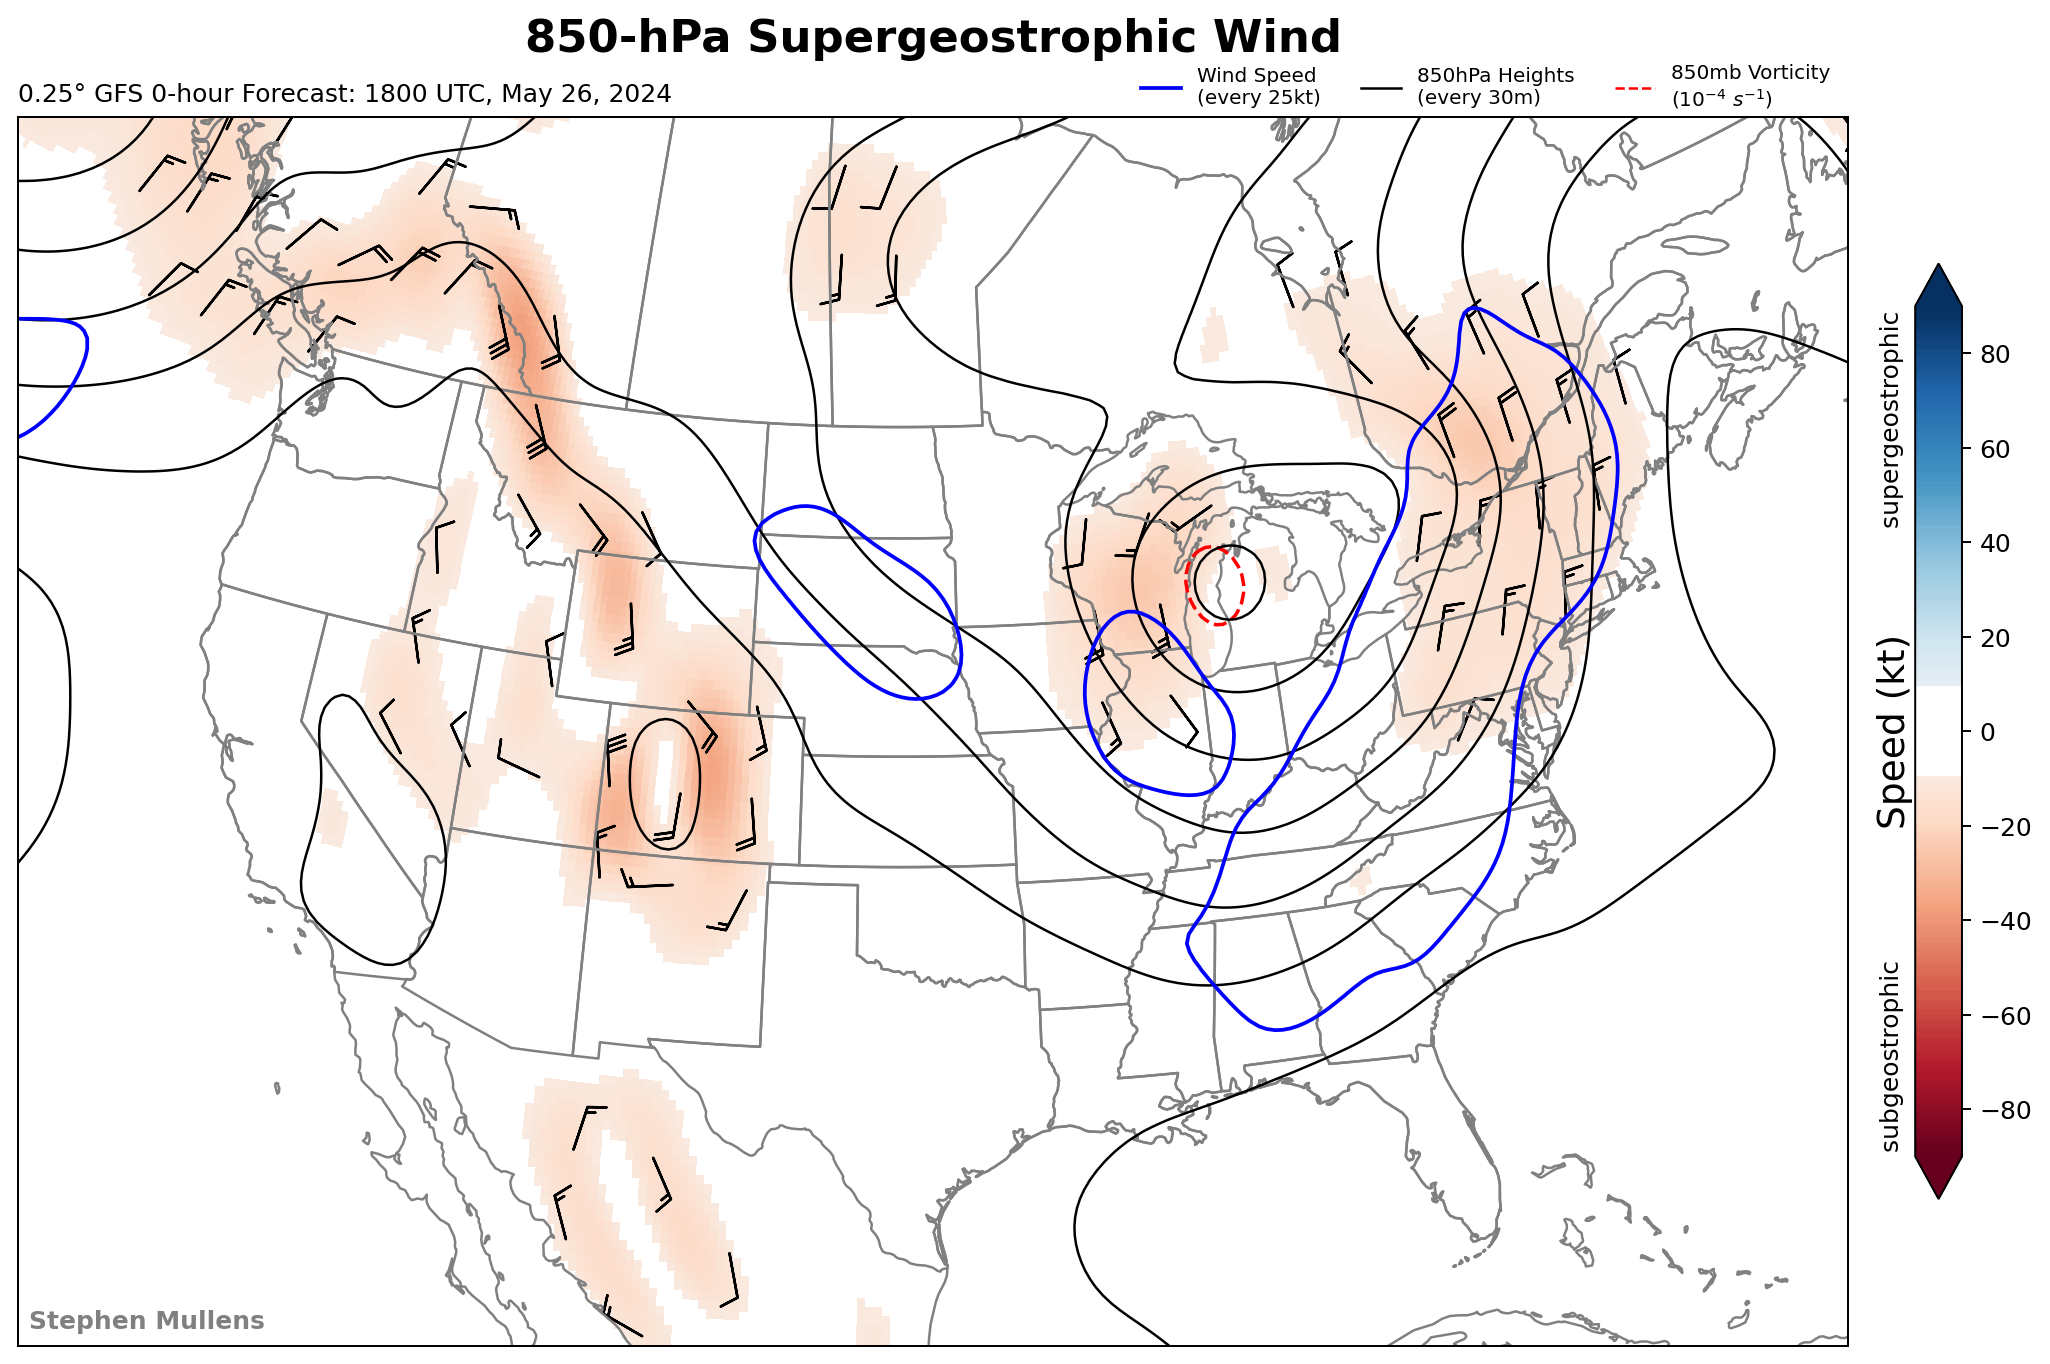 850-hPa Supergeostrophic Wind
0.25° GFS 0-hour Forecast: 1800 UTC, May 26, 2024
Wind Speed
(every 25kt)
850hPa Heights
(every 30m)
850mb Vorticity
(10⁻⁴ s⁻¹)
supergeostrophic
Speed (kt)
subgeostrophic
80
60
40
20
0
−20
−40
−60
−80
Stephen Mullens